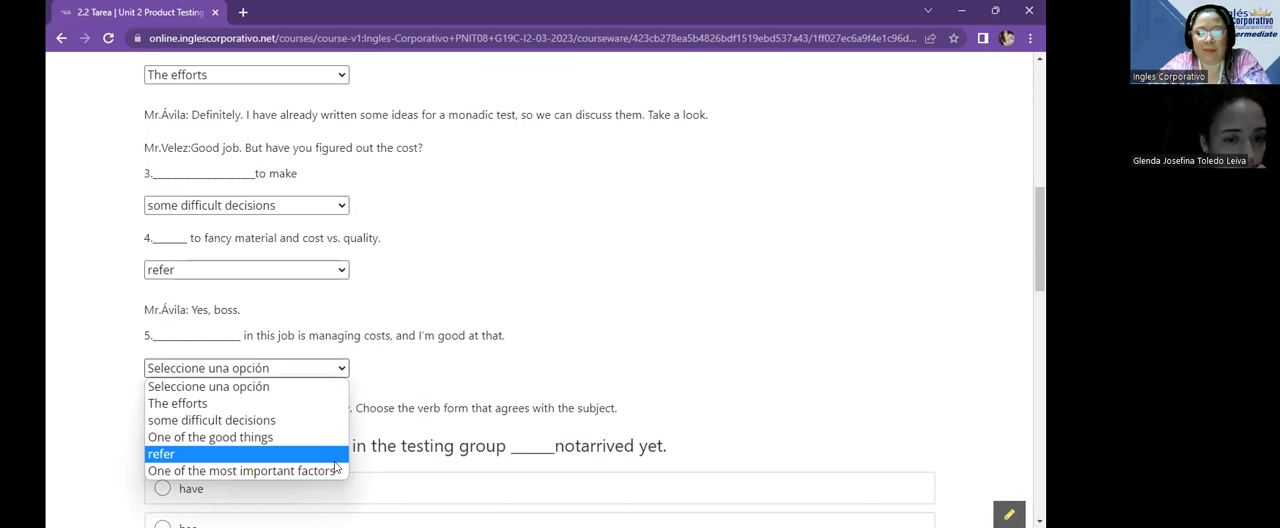 2.2 Tarea | Unit 2 Product Testing
online.inglescorporativo.net/courses/course-v1:Ingles-Corporativo+PNIT08+G19C-I2-03-2023/courseware/423cb278ea5b4826bdf1519ebd537a43/1ff027ec6a9f4e1c96d...
The efforts
Mr.Ávila: Definitely. I have already written some ideas for a monadic test, so we can discuss them. Take a look.
Mr.Velez:Good job. But have you figured out the cost?
3.____________________to make
some difficult decisions
4.______ to fancy material and cost vs. quality.
refer
Mr.Ávila: Yes, boss.
5.________________ in this job is managing costs, and I'm good at that.
Seleccione una opción
Seleccione una opción
The efforts
some difficult decisions
One of the good things
refer
One of the most important factors
. Choose the verb form that agrees with the subject.
in the testing group _____notarrived yet.
have
Ingles Corporativo
Glenda Josefina Toledo Leiva